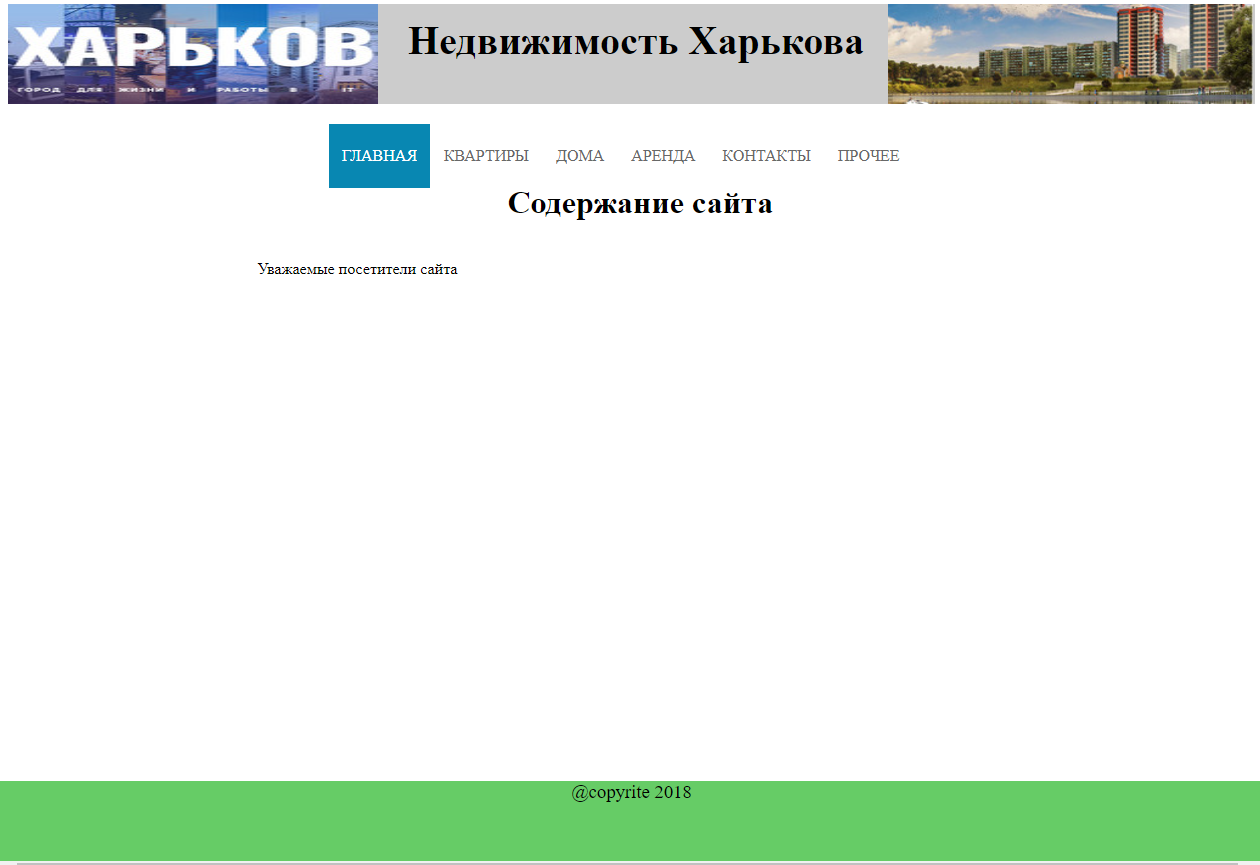 ХАРЬКОВ
ГОРОД ДЛЯ ЖИЗНИ И РАБОТЫ В IT
Недвижимость Харькова
ГЛАВНАЯ КВАРТИРЫ ДОМА АРЕНДА КОНТАКТЫ ПРОЧЕЕ
Содержание сайта
Уважаемые посетители сайта
@copyrite 2018